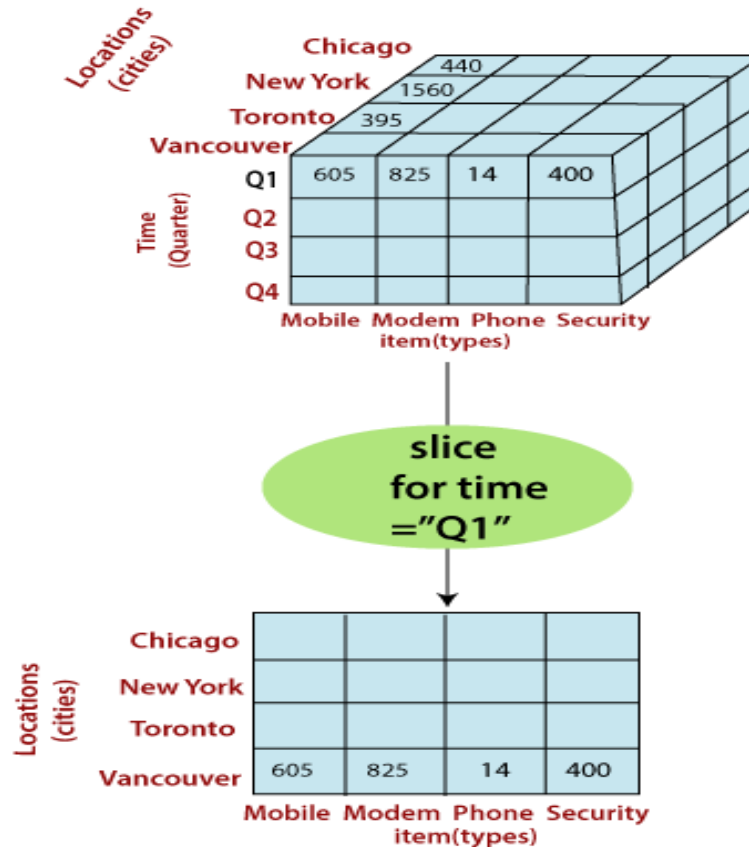 Locations
(cities)
Chicago
440
New York
1560
Toronto
395
Vancouver
Q1 605 825 14 400
Time
(Quarter)
Q2
Q3
Q4
Mobile Modem Phone Security
item(types)
slice
for time
="Q1"
Locations
(cities)
Chicago
New York
Toronto
Vancouver 605 825 14 400
Mobile Modem Phone Security
item(types)